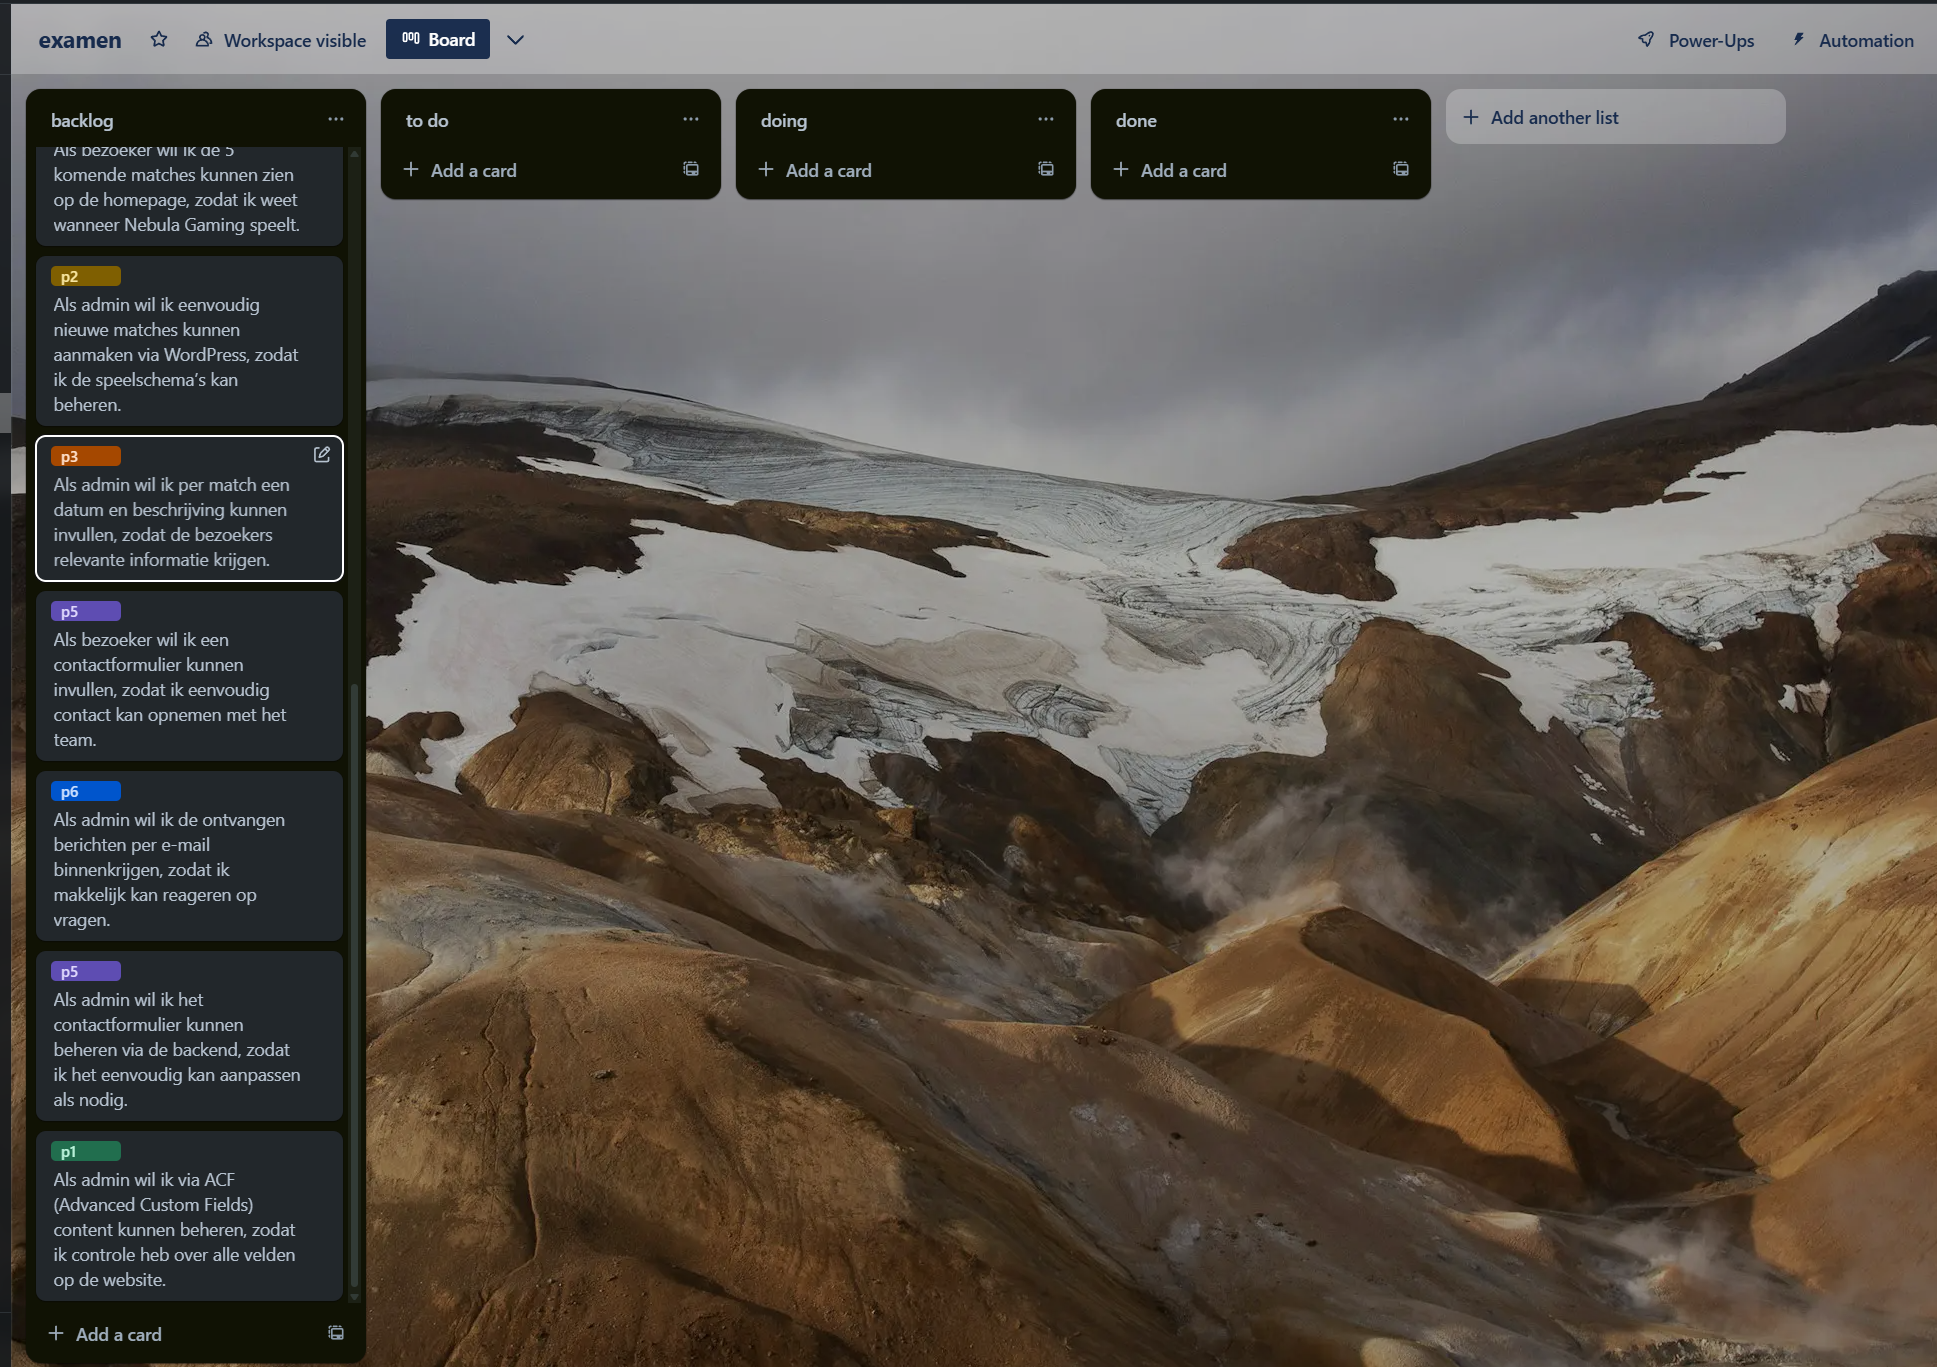 examen
Workspace visible
Board
Power-Ups
Automation
backlog
Als bezoeker wil ik de 5
komende matches kunnen zien
op de homepage, zodat ik weet
wanneer Nebula Gaming speelt.
p2
Als admin wil ik eenvoudig
nieuwe matches kunnen
aanmaken via WordPress, zodat
ik de speelschema's kan
beheren.
p3
Als admin wil ik per match een
datum en beschrijving kunnen
invullen, zodat de bezoekers
relevante informatie krijgen.
p5
Als bezoeker wil ik een
contactformulier kunnen
invullen, zodat ik eenvoudig
contact kan opnemen met het
team.
p6
Als admin wil ik de ontvangen
berichten per e-mail
binnenkrijgen, zodat ik
makkelijk kan reageren op
vragen.
p5
Als admin wil ik het
contactformulier kunnen
beheren via de backend, zodat
ik het eenvoudig kan aanpassen
als nodig.
p1
Als admin wil ik via ACF
(Advanced Custom Fields)
content kunnen beheren, zodat
ik controle heb over alle velden
op de website.
+ Add a card
to do
+ Add a card
doing
+ Add a card
done
+ Add a card
+ Add another list